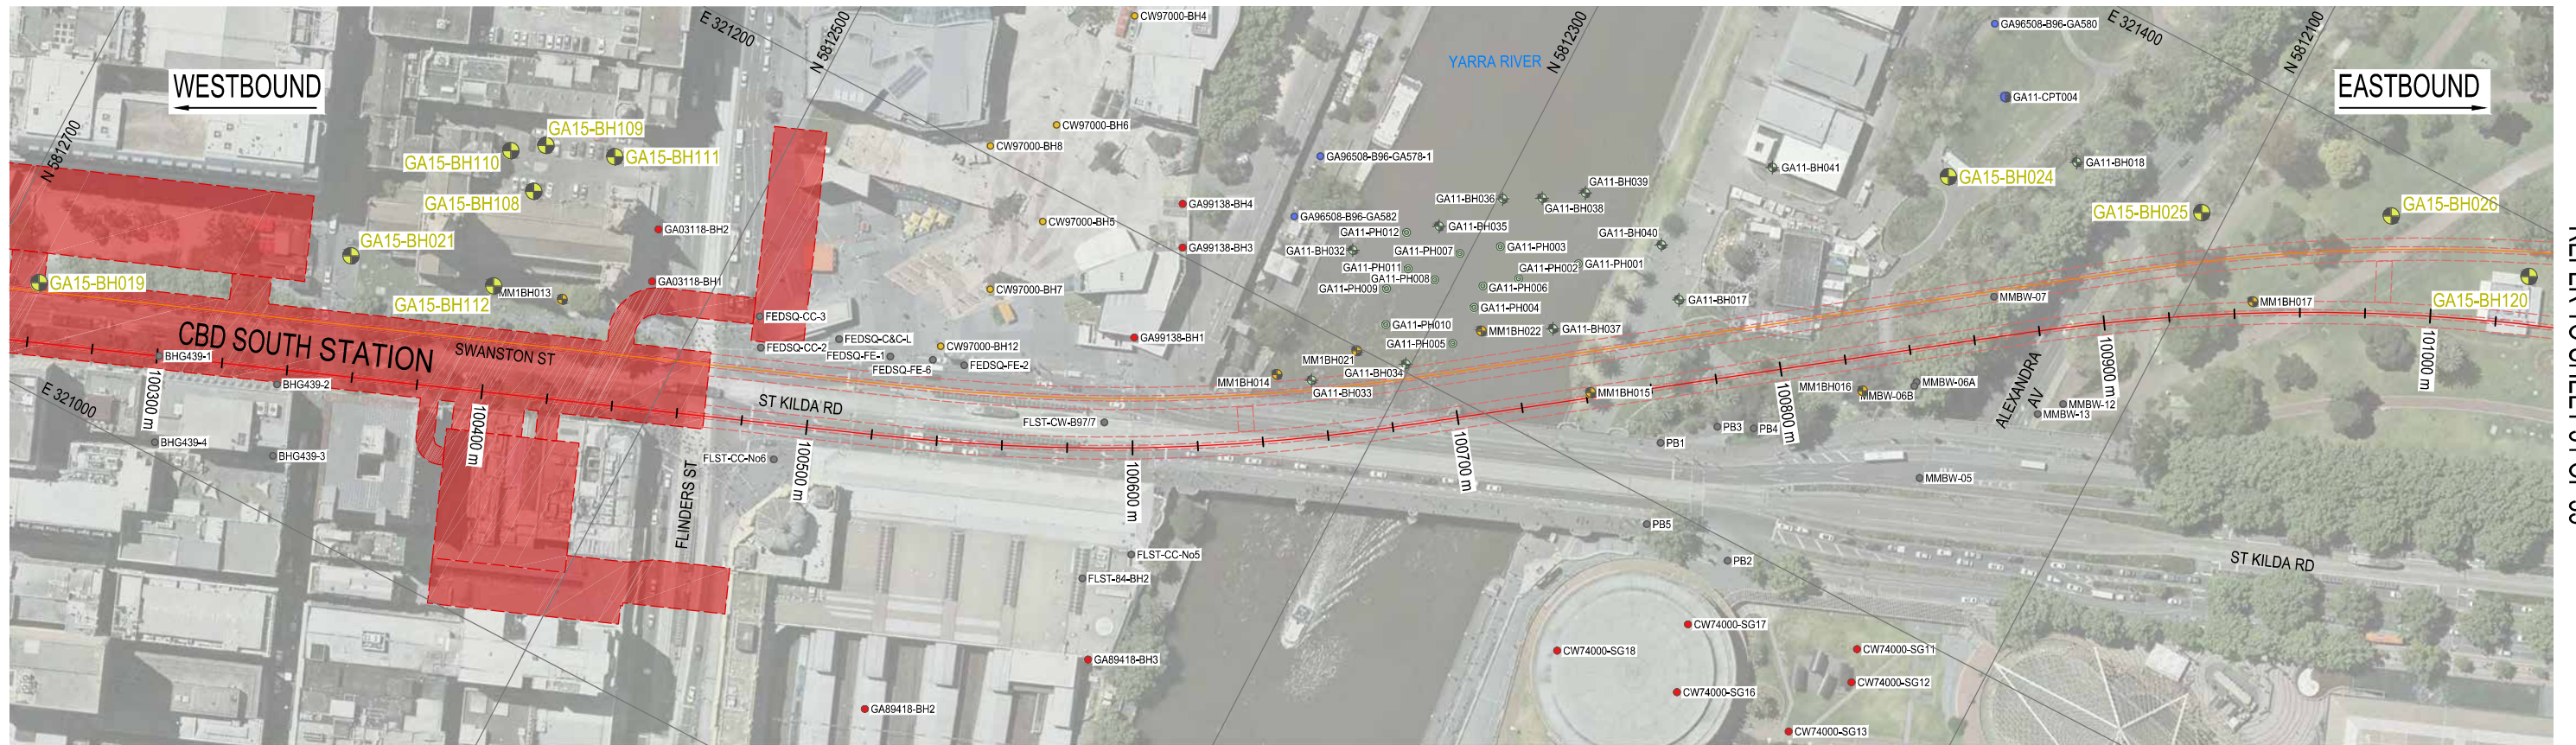 CW97000-BH4
E 321200
N 5812500
YARRA RIVER
N 5812300
GA96508-B96-GA580
E 321400
N 5812100
WESTBOUND
EASTBOUND
GA11-CPT004
N 5812700
GA15-BH109
GA15-BH110
GA15-BH111
GA15-BH108
GA15-BH021
GA15-BH019
GA15-BH112
MM1BH013
GA03118-BH2
GA03118-BH1
CW97000-BH6
CW97000-BH8
CW97000-BH5
CW97000-BH7
CW97000-BH12
GA99138-BH4
GA99138-BH3
GA99138-BH1
GA96508-B96-GA578-1
GA96508-B96-GA582
GA11-BH036
GA11-BH039
GA11-BH038
GA11-BH035
GA11-PH012
GA11-BH032
GA11-PH007
GA11-PH003
GA11-BH040
GA11-PH011
GA11-PH002
GA11-PH001
GA11-PH008
GA11-PH009
GA11-PH006
GA11-PH004
GA11-PH010
MM1BH022
GA11-BH037
GA11-PH005
MM1BH021
GA11-BH034
MM1BH014
GA11-BH033
GA11-BH041
GA11-BH017
GA15-BH024
GA11-BH018
GA15-BH025
GA15-BH026
GA15-BH120
MMBW-07
MM1BH017
CBD SOUTH STATION
SWANSTON ST
FEDSQ-CC-3
FEDSQ-CC-2
FEDSQ-C&C-L
FEDSQ-FE-1
FEDSQ-FE-6
FEDSQ-FE-2
BHG439-1
BHG439-2
BHG439-4
BHG439-3
E 321000
100300 m
100400 m
100500 m
100600 m
100700 m
100800 m
100900 m
101000 m
ST KILDA RD
FLINDERS ST
FLST-CW-B97/7
FLST-CC-No6
FLST-CC-No5
FLST-84-BH2
MM1BH015
MM1BH016
MMBW-06A
MMBW-06B
MMBW-12
MMBW-13
ALEXANDRA
AV
PB1
PB3
PB4
MMBW-05
PB5
PB2
ST KILDA RD
GA89418-BH3
GA89418-BH2
CW74000-SG17
CW74000-SG18
CW74000-SG16
CW74000-SG11
CW74000-SG12
CW74000-SG13